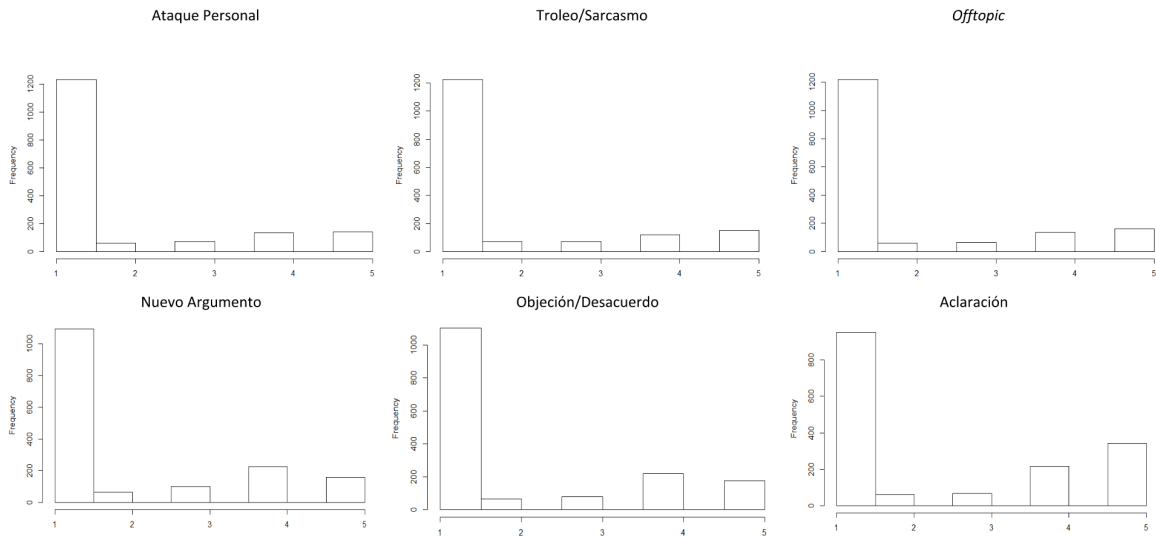 Ataque Personal
Troleo/Sarcasmo
Offtopic
Frequency
0 200 400 600 800 1000 1200
1 2 3 4 5
Frequency
0 200 400 600 800 1000 1200
1 2 3 4 5
Frequency
0 200 400 600 800 1000 1200
1 2 3 4 5
Nuevo Argumento
Objeción/Desacuerdo
Aclaración
Frequency
0 200 400 600 800 1000
1 2 3 4 5
Frequency
0 200 400 600 800 1000
1 2 3 4 5
Frequency
0 200 400 600 800
1 2 3 4 5